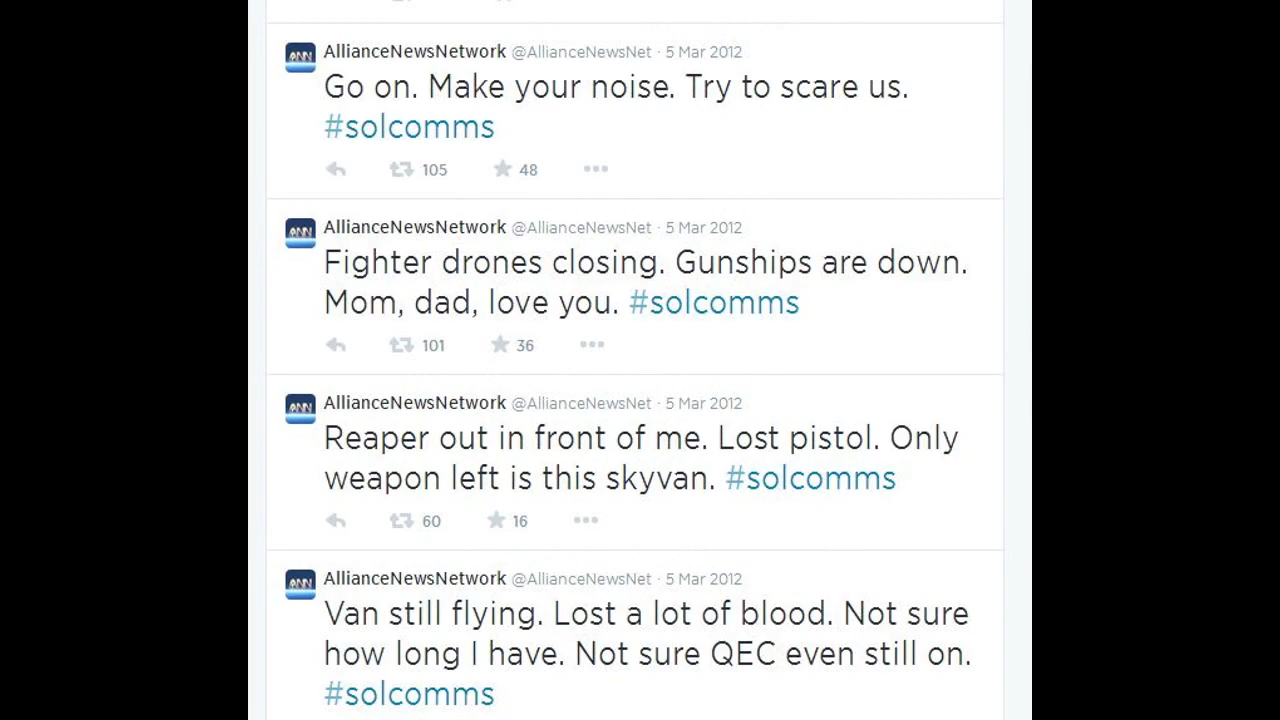 AllianceNewsNetwork @AllianceNewsNet · 5 Mar 2012
Go on. Make your noise. Try to scare us.
#solcomms
105 48
ANN
AllianceNewsNetwork @AllianceNewsNet · 5 Mar 2012
Fighter drones closing. Gunships are down.
Mom, dad, love you. #solcomms
101 36
ANN
AllianceNewsNetwork @AllianceNewsNet · 5 Mar 2012
Reaper out in front of me. Lost pistol. Only
weapon left is this skyvan. #solcomms
60 16
ANN
AllianceNewsNetwork @AllianceNewsNet · 5 Mar 2012
Van still flying. Lost a lot of blood. Not sure
how long I have. Not sure QEC even still on.
#solcomms
ANN